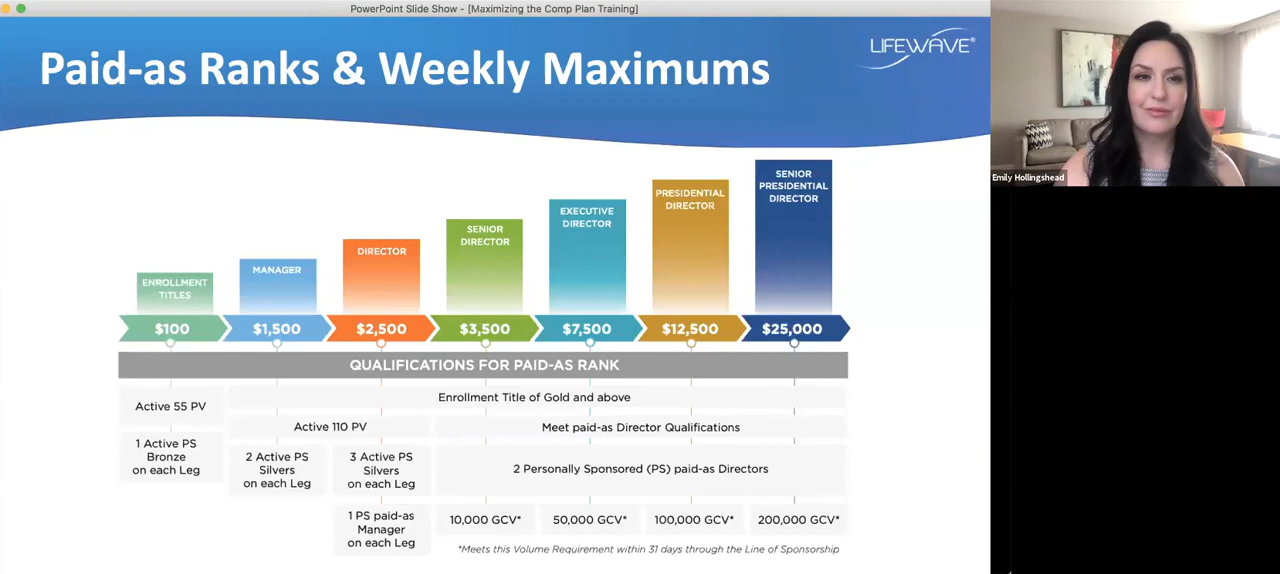 PowerPoint Slide Show - [Maximizing the Comp Plan Training]
Paid-as Ranks & Weekly Maximums
LIFEWAVE®
Emily Hollingshead
ENROLLMENT
TITLES
MANAGER
DIRECTOR
SENIOR
DIRECTOR
EXECUTIVE
DIRECTOR
PRESIDENTIAL
DIRECTOR
SENIOR
PRESIDENTIAL
DIRECTOR
$100
$1,500
$2,500
$3,500
$7,500
$12,500
$25,000
QUALIFICATIONS FOR PAID-AS RANK
Active 55 PV
Enrollment Title of Gold and above
Active 110 PV
Meet paid-as Director Qualifications
1 Active PS
Bronze
on each Leg
2 Active PS
Silvers
on each Leg
3 Active PS
Silvers
on each Leg
2 Personally Sponsored (PS) paid-as Directors
1 PS paid-as
Manager
on each Leg
10,000 GCV*
50,000 GCV*
100,000 GCV*
200,000 GCV*
*Meets this Volume Requirement within 31 days through the Line of Sponsorship